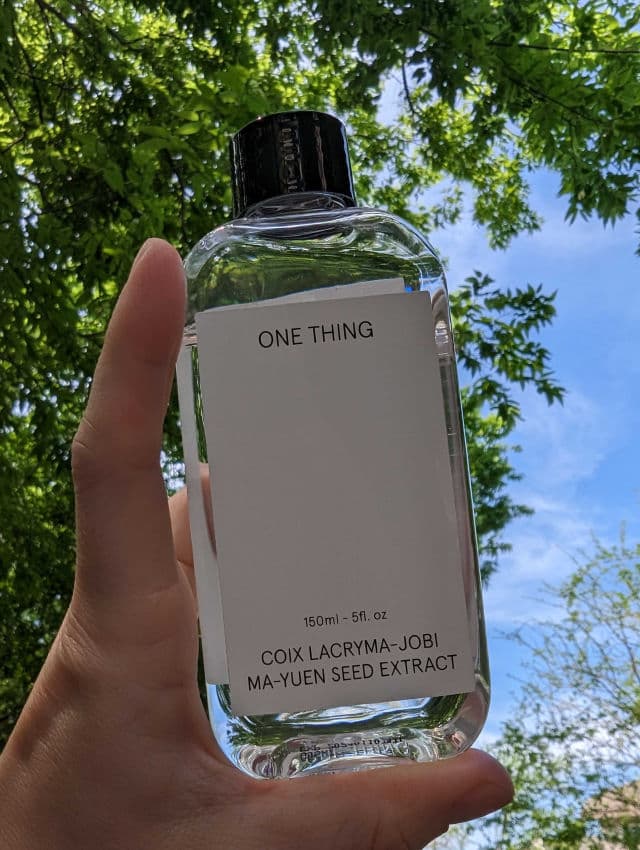 ONE THING
150ml - 5fl. oz
COIX LACRYMA-JOBI
MA-YUEN SEED EXTRACT